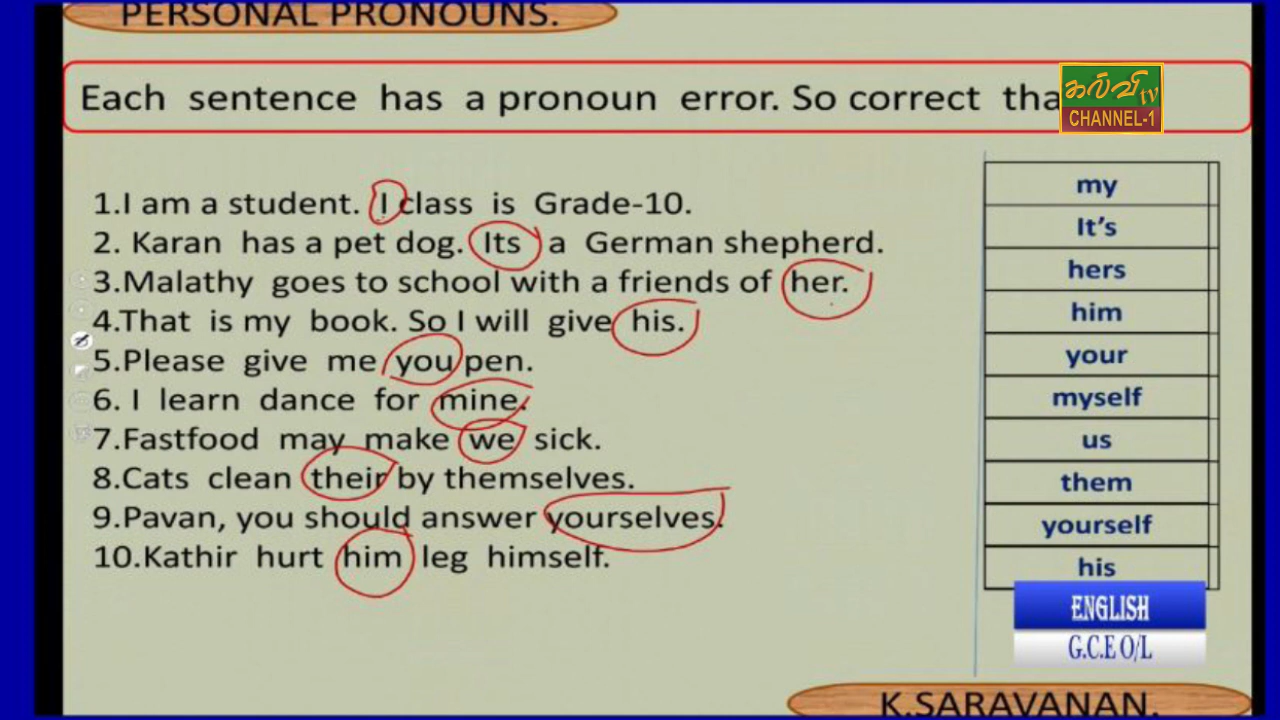 PERSONAL PRONOUNS.
Each sentence has a pronoun error. So correct
கல்வி tv
CHANNEL-1
1.I am a student. I class is Grade-10.
2. Karan has a pet dog. Its a German shepherd.
3.Malathy goes to school with a friends of her.
4.That is my book. So I will give his.
5.Please give me you pen.
6. I learn dance for mine.
7.Fastfood may make we sick.
8.Cats clean their by themselves.
9.Pavan, you should answer yourselves.
10.Kathir hurt him leg himself.
my
It's
hers
him
your
myself
us
them
yourself
his
ENGLISH
G.C.E O/L
K.SARAVANAN.